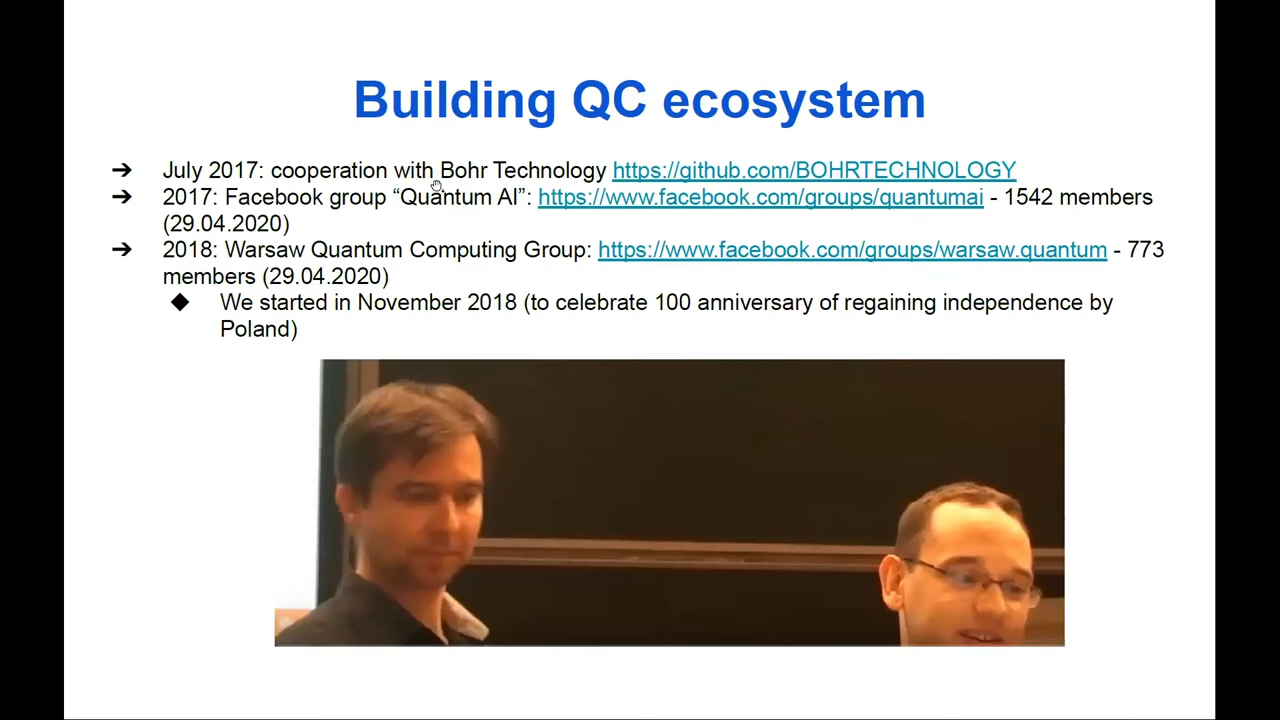 Building QC ecosystem
➔ July 2017: cooperation with Bohr Technology https://github.com/BOHRTECHNOLOGY
➔ 2017: Facebook group “Quantum AI”: https://www.facebook.com/groups/quantumai - 1542 members
(29.04.2020)
➔ 2018: Warsaw Quantum Computing Group: https://www.facebook.com/groups/warsaw.quantum - 773
members (29.04.2020)
◆ We started in November 2018 (to celebrate 100 anniversary of regaining independence by
Poland)